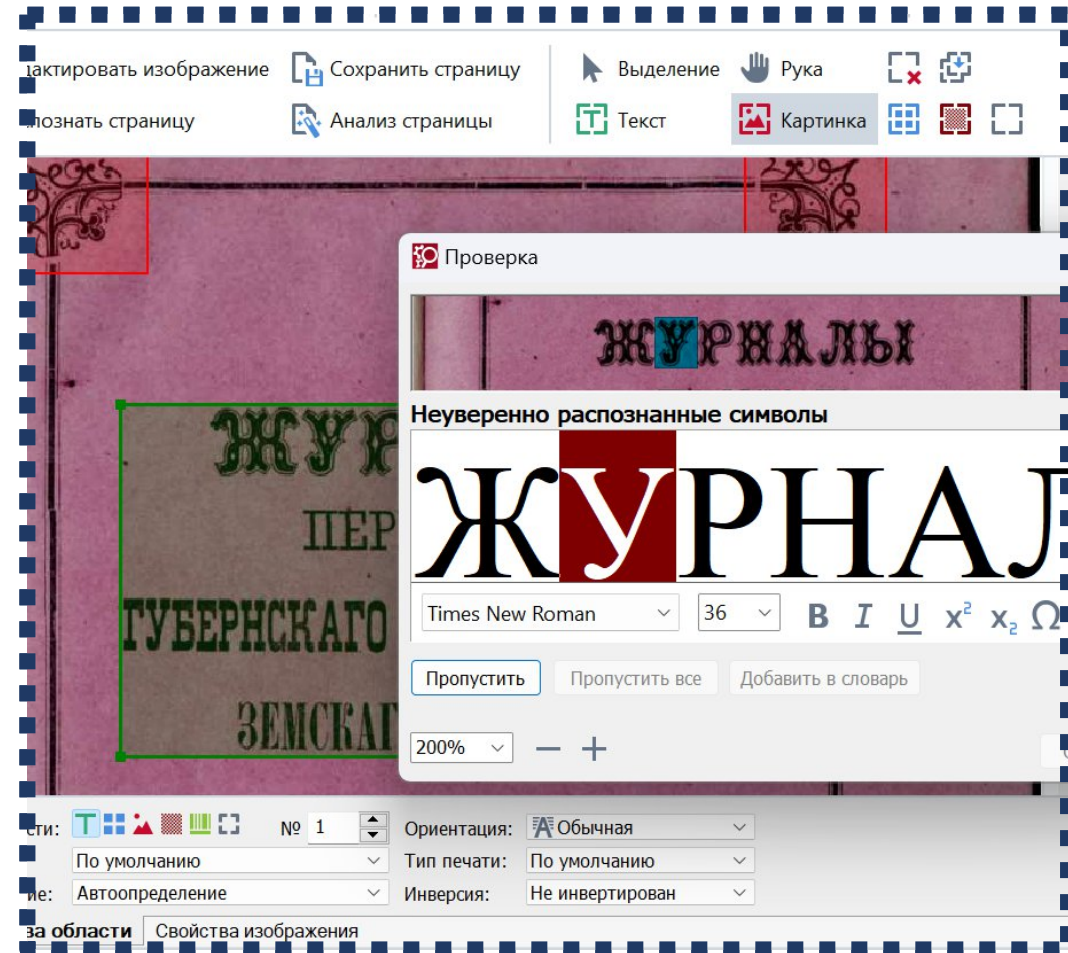 дактировать изображение
Сохранить страницу
Выделение
Рука
познать страницу
Анализ страницы
Текст
Картинка
Проверка
ЖУРНАЛЫ
Неуверенно распознанные символы
ЖУРНАЛ
ЖУР
ПЕР
ГУБЕРНСКАГО
ЗЕМСКАГ
Times New Roman
36
B I U x² x₂ Ω
Пропустить
Пропустить все
Добавить в словарь
200%
сти:
№ 1
Ориентация: Обычная
По умолчанию
Тип печати: По умолчанию
ие: Автоопределение
Инверсия: Не инвертирован
ва области
Свойства изображения